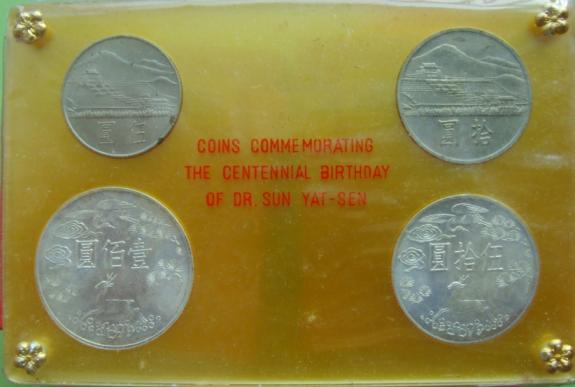 伍圓
拾圓
COINS COMMEMORATING
THE CENTENNIAL BIRTHDAY
OF DR. SUN YAT-SEN
壹佰圓
伍拾圓